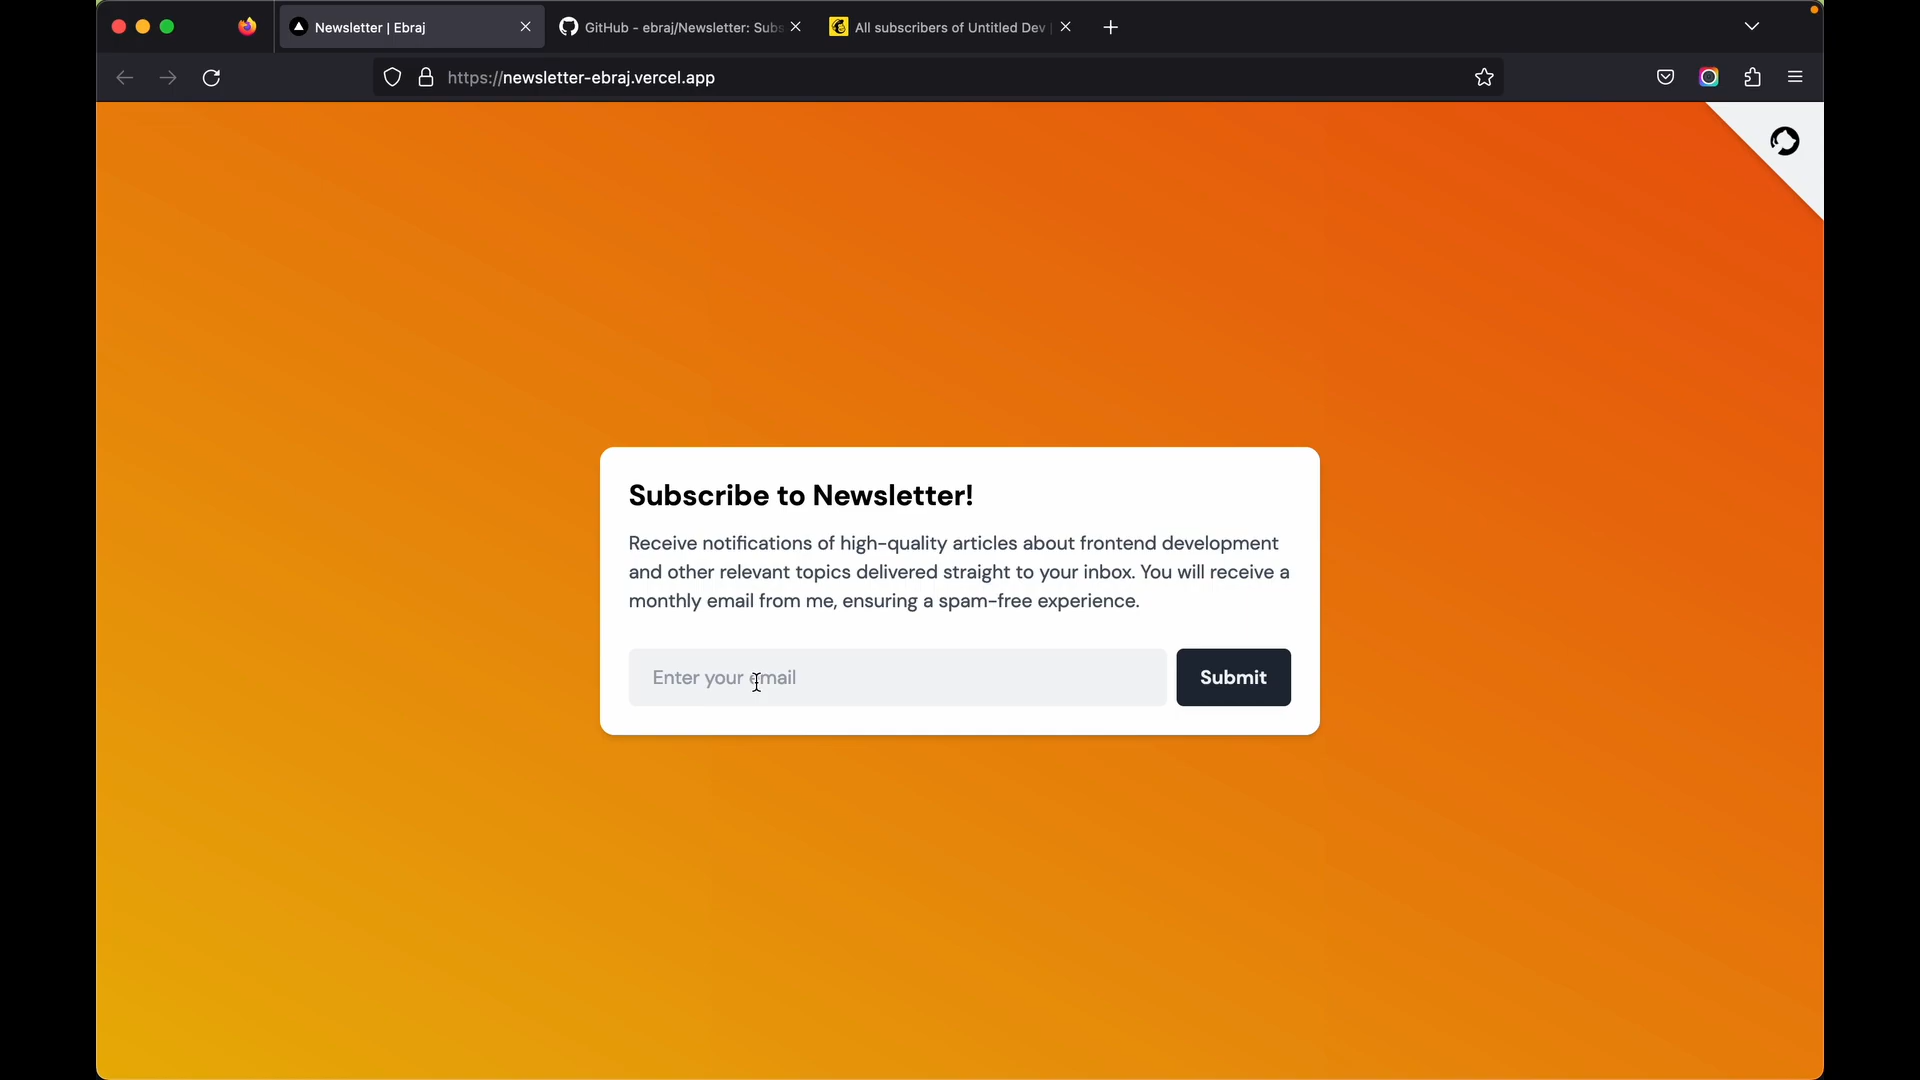 Newsletter | Ebraj
GitHub - ebraj/Newsletter: Subs
All subscribers of Untitled Dev |
https://newsletter-ebraj.vercel.app
Subscribe to Newsletter!
Receive notifications of high-quality articles about frontend development
and other relevant topics delivered straight to your inbox. You will receive a
monthly email from me, ensuring a spam-free experience.
Enter your email
Submit